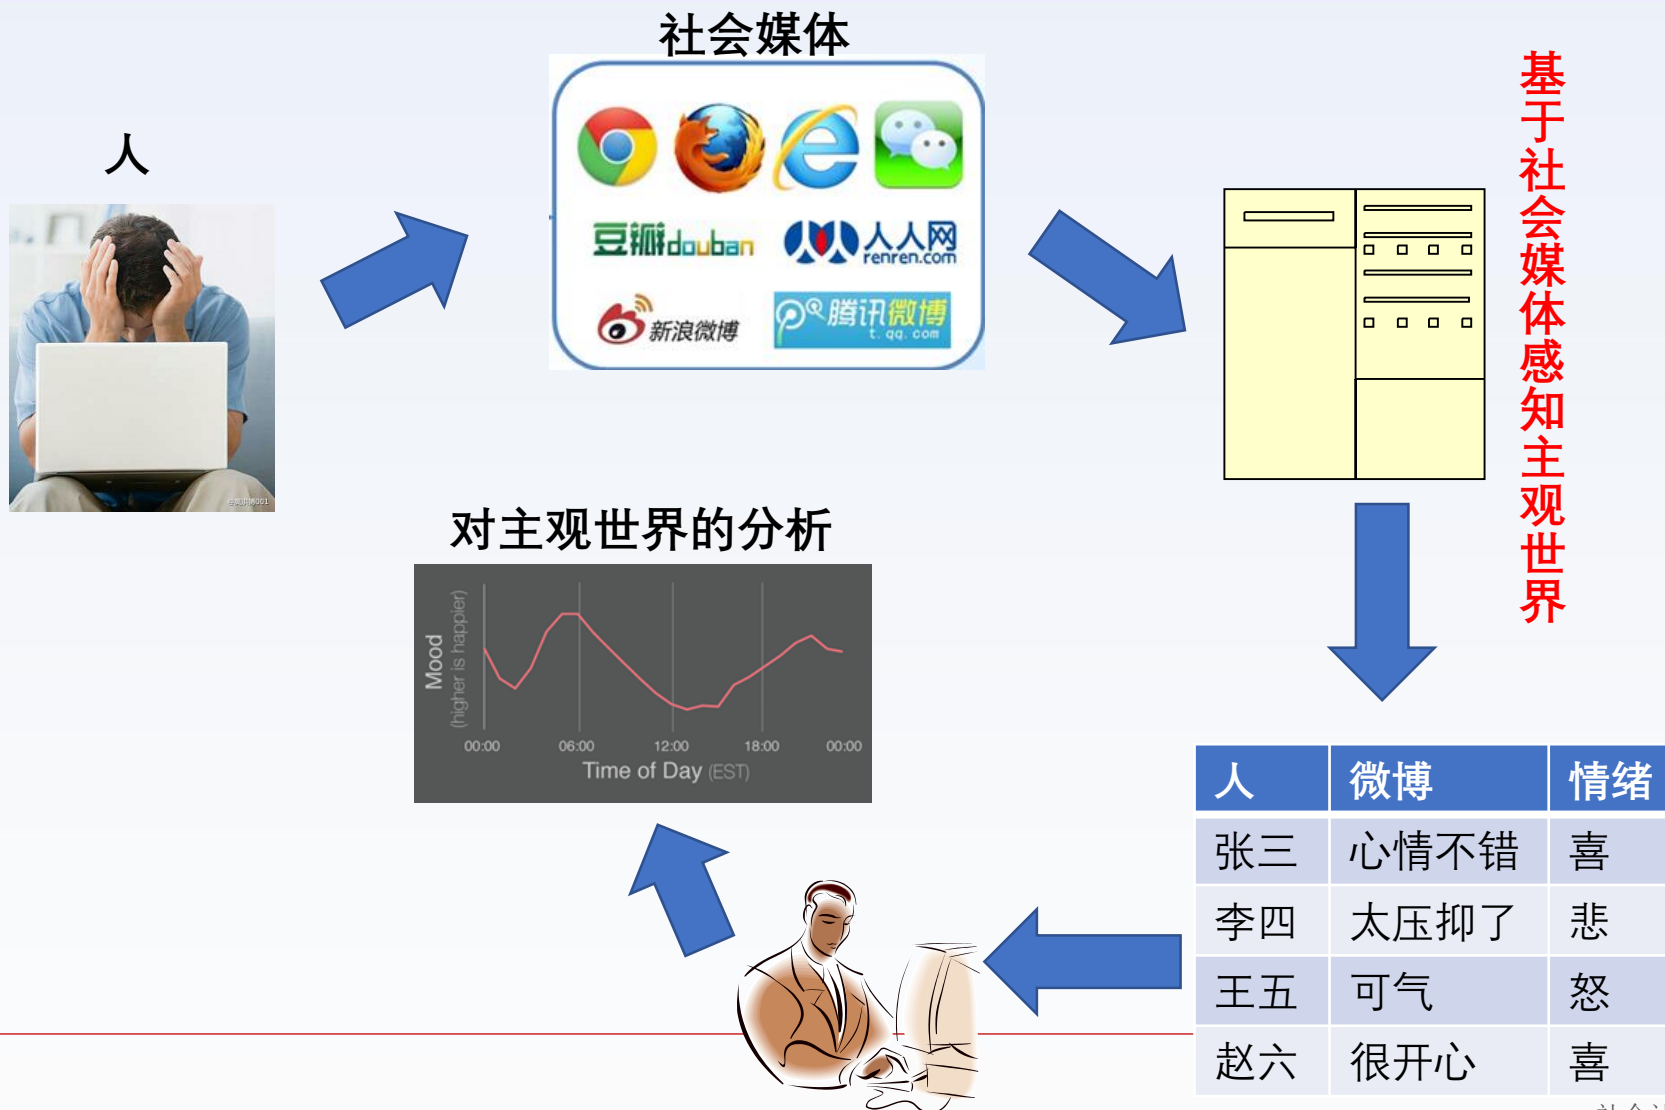 社会媒体
人
豆瓣douban
人人网
renren.com
新浪微博
腾讯微博
t.qq.com
基于社会媒体感知主观世界
对主观世界的分析
Mood
(higher is happier)
00:00 06:00 12:00 18:00 00:00
Time of Day (EST)
人 微博 情绪
张三 心情不错 喜
李四 太压抑了 悲
王五 可气 怒
赵六 很开心 喜